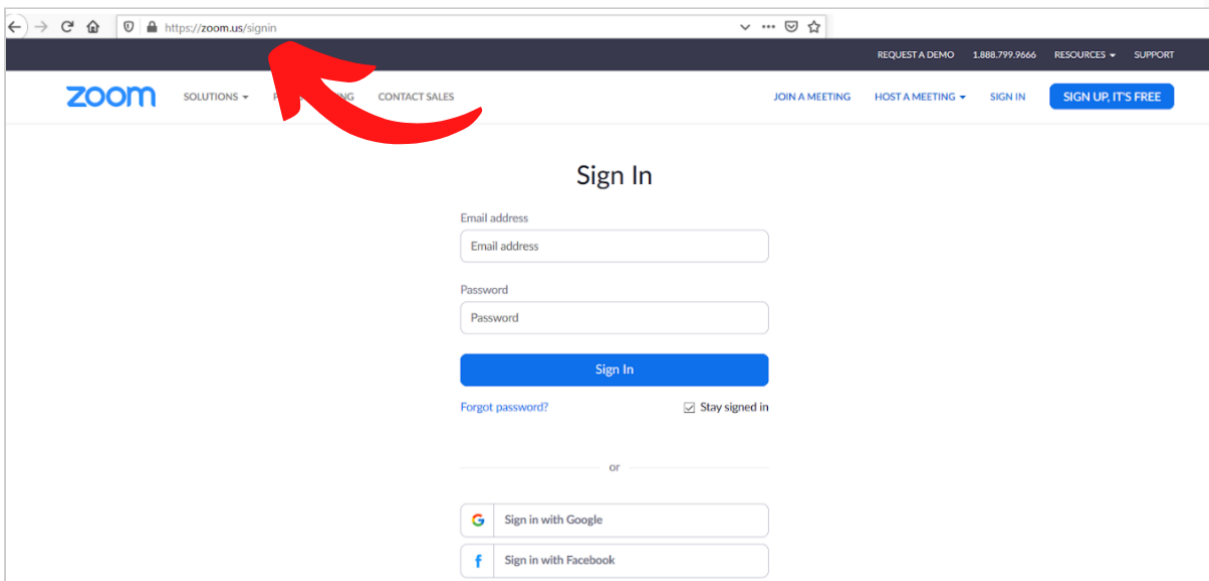 https://zoom.us/signin
REQUEST A DEMO 1.888.799.9666 RESOURCES SUPPORT
zoom SOLUTIONS CONTACT SALES JOIN A MEETING HOST A MEETING SIGN IN SIGN UP, IT'S FREE
Sign In
Email address
Email address
Password
Password
Sign In
Forgot password? Stay signed in
or
Sign in with Google
Sign in with Facebook